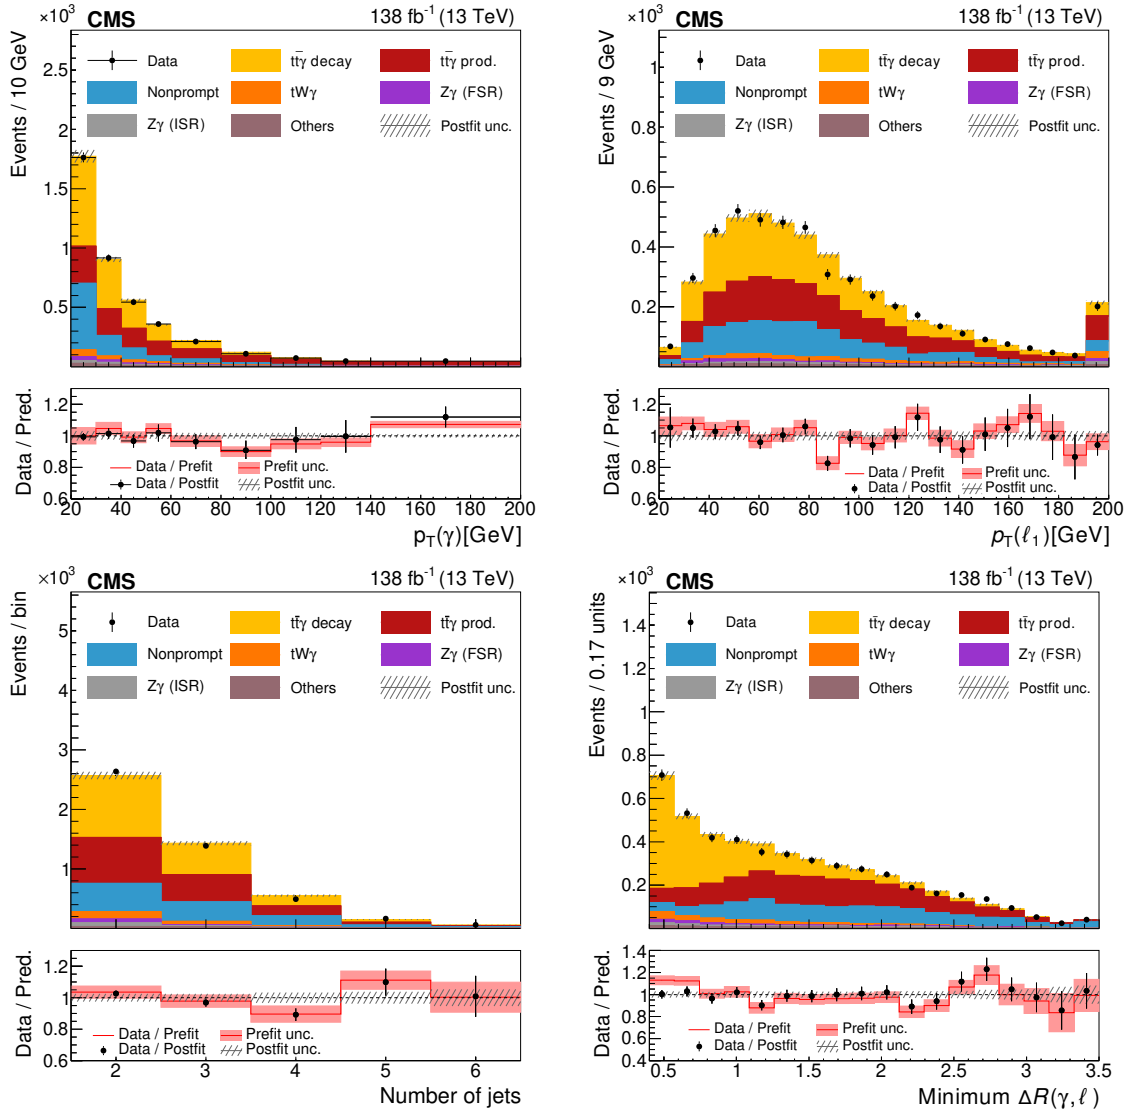 ×10³ CMS 138 fb⁻¹ (13 TeV)
Events / 10 GeV
Data tt̄γ decay tt̄γ prod.
Nonprompt tWγ Zγ (FSR)
Zγ (ISR) Others Postfit unc.
2.5
2
1.5
1
0.5
Data / Pred.
1.2
1
0.8
0.6
Data / Prefit Prefit unc.
Data / Postfit Postfit unc.
20 40 60 80 100 120 140 160 180 200
p_T(γ)[GeV]
×10³ CMS 138 fb⁻¹ (13 TeV)
Events / 9 GeV
Data tt̄γ decay tt̄γ prod.
Nonprompt tWγ Zγ (FSR)
Zγ (ISR) Others Postfit unc.
1
0.8
0.6
0.4
0.2
Data / Pred.
1.2
1
0.8
0.6
Data / Prefit Prefit unc.
Data / Postfit Postfit unc.
20 40 60 80 100 120 140 160 180 200
p_T(ℓ₁)[GeV]
×10³ CMS 138 fb⁻¹ (13 TeV)
Events / bin
Data tt̄γ decay tt̄γ prod.
Nonprompt tWγ Zγ (FSR)
Zγ (ISR) Others Postfit unc.
5
4
3
2
1
Data / Pred.
1.2
1
0.8
0.6
Data / Prefit Prefit unc.
Data / Postfit Postfit unc.
2 3 4 5 6
Number of jets
×10³ CMS 138 fb⁻¹ (13 TeV)
Events / 0.17 units
Data tt̄γ decay tt̄γ prod.
Nonprompt tWγ Zγ (FSR)
Zγ (ISR) Others Postfit unc.
1.4
1.2
1
0.8
0.6
0.4
0.2
Data / Pred.
1.4
1.2
1
0.8
0.6
0.4
Data / Prefit Prefit unc.
Data / Postfit Postfit unc.
0.5 1 1.5 2 2.5 3 3.5
Minimum ΔR(γ,ℓ)